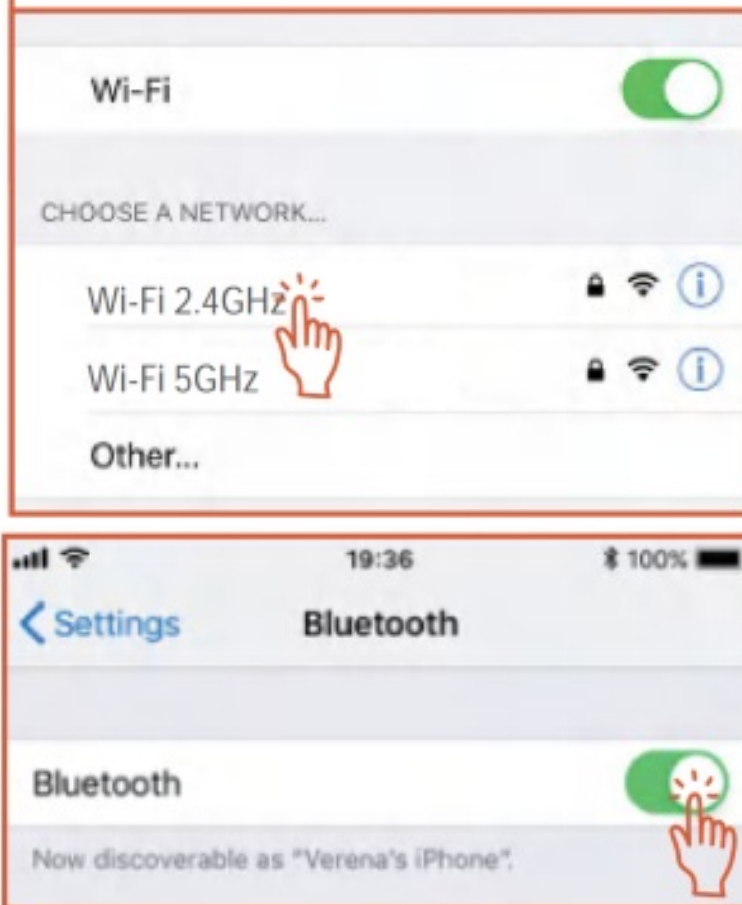 Wi-Fi
CHOOSE A NETWORK...
Wi-Fi 2.4GHz
Wi-Fi 5GHz
Other...
19:36 100%
Settings Bluetooth
Bluetooth
Now discoverable as "Verena's iPhone".